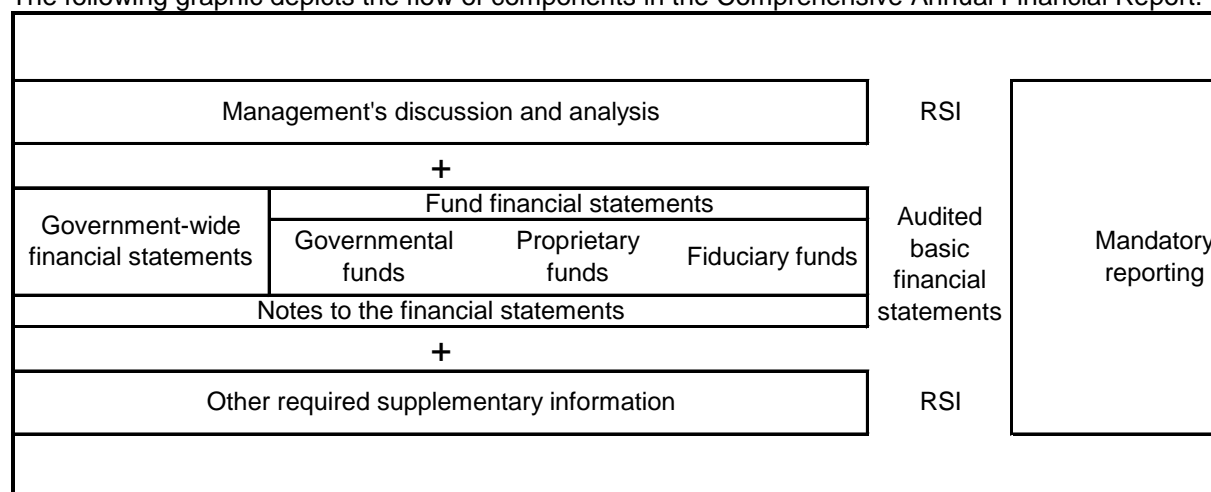 The following graphic depicts the flow of components in the Comprehensive Annual Financial Report.
Management's discussion and analysis
RSI
+
Government-wide
financial statements
Fund financial statements
Governmental
funds
Proprietary
funds
Fiduciary funds
Notes to the financial statements
Audited
basic
financial
statements
Mandatory
reporting
+
Other required supplementary information
RSI